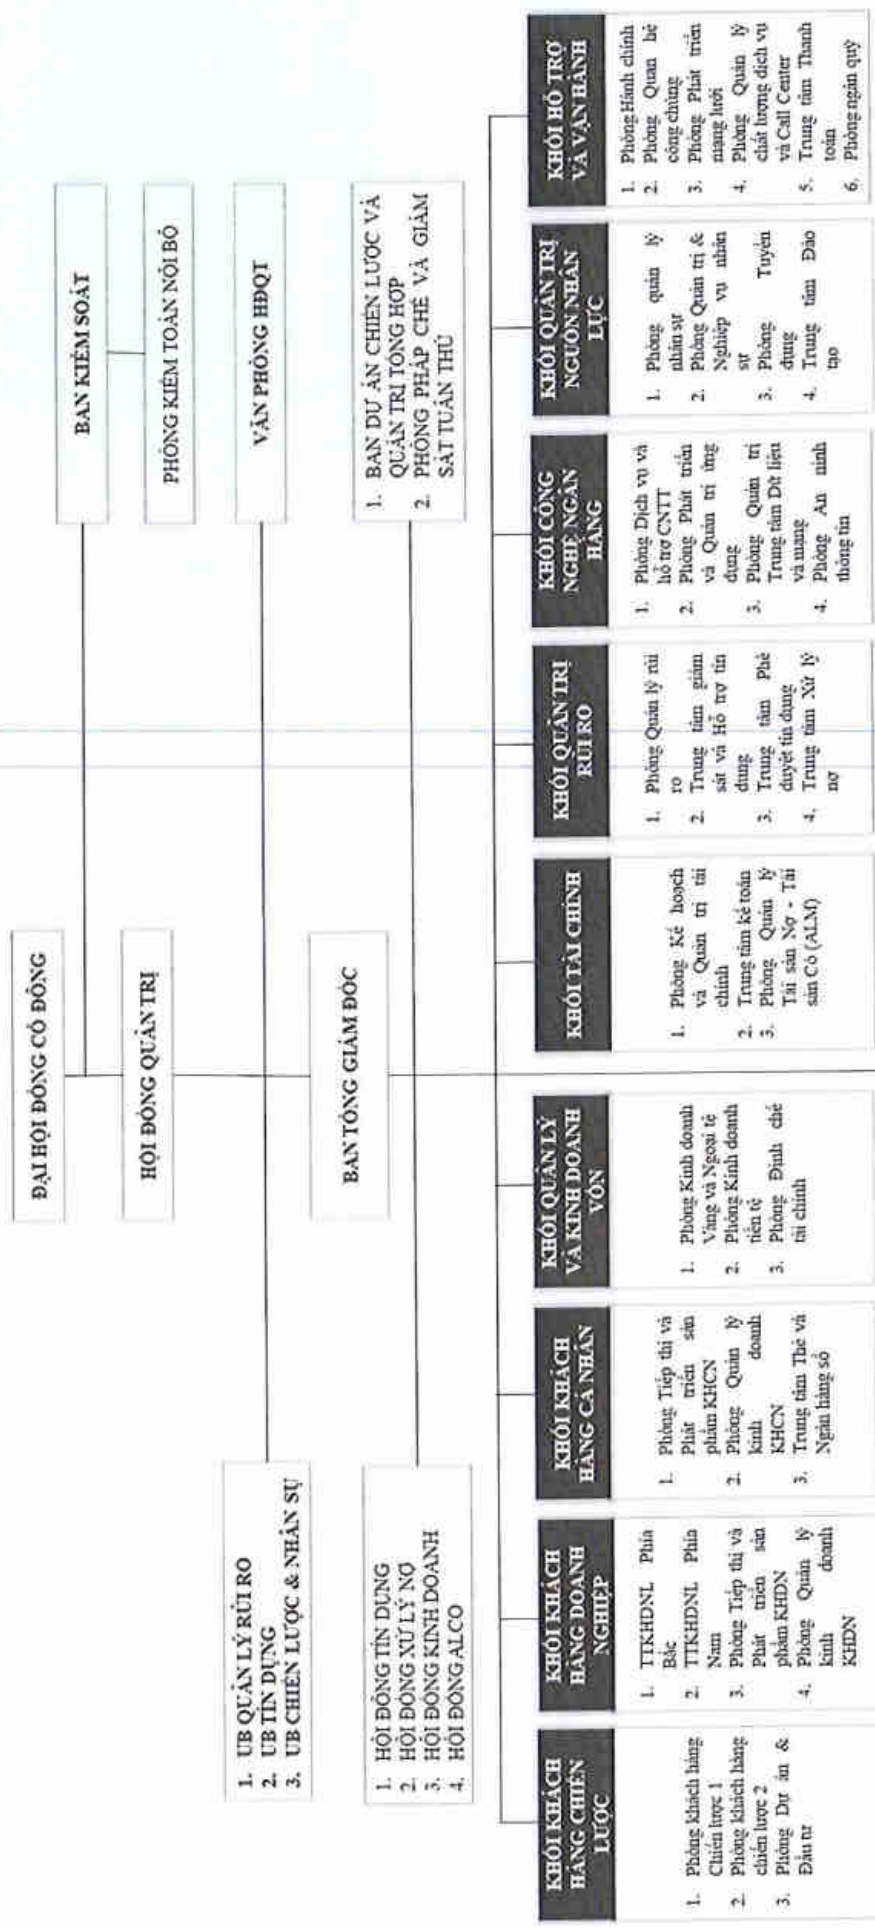 ĐẠI HỘI ĐỒNG CỔ ĐÔNG
BAN KIỂM SOÁT
PHÒNG KIỂM TOÁN NỘI BỘ
HỘI ĐỒNG QUẢN TRỊ
1. UB QUẢN LÝ RỦI RO
2. UB TÍN DỤNG
3. UB CHIẾN LƯỢC & NHÂN SỰ
VĂN PHÒNG HĐQT
BAN TỔNG GIÁM ĐỐC
1. HỘI ĐỒNG TÍN DỤNG
2. HỘI ĐỒNG XỬ LÝ NỢ
3. HỘI ĐỒNG KINH DOANH
4. HỘI ĐỒNG ALCO
1. BAN DỰ ÁN CHIẾN LƯỢC VÀ
QUẢN TRỊ TỔNG HỢP
2. PHÒNG PHÁP CHẾ VÀ GIÁM
SÁT TUÂN THỦ
KHỐI KHÁCH
HÀNG CHIẾN
LƯỢC
1. Phòng khách hàng
Chiến lược 1
2. Phòng khách hàng
chiến lược 2
3. Phòng Dự án &
Đầu tư
KHỐI KHÁCH
HÀNG DOANH
NGHIỆP
1. TTKHDNL Phía
Bắc
2. TTKHDNL Phía
Nam
3. Phòng Tiếp thị và
Phát triển sản
phẩm KHDN
4. Phòng Quản lý
kinh doanh
KHDN
KHỐI KHÁCH
HÀNG CÁ NHÂN
1. Phòng Tiếp thị và
Phát triển sản
phẩm KHCN
2. Phòng Quản lý
kinh doanh
KHCN
3. Trung tâm Thẻ và
Ngân hàng số
KHỐI QUẢN LÝ
VÀ KINH DOANH
VỐN
1. Phòng Kinh doanh
Vàng và Ngoại tệ
2. Phòng Kinh doanh
tiền tệ
3. Phòng Định chế
tài chính
KHỐI TÀI CHÍNH
1. Phòng Kế hoạch
và Quản trị tài
chính
2. Trung tâm kế toán
3. Phòng Quản lý
Tài sản Nợ - Tài
sản Có (ALM)
KHỐI QUẢN TRỊ
RỦI RO
1. Phòng Quản lý rủi
ro
2. Trung tâm giám
sát và Hỗ trợ tín
dụng
3. Trung tâm Phê
duyệt tín dụng
4. Trung tâm Xử lý
nợ
KHỐI CÔNG
NGHỆ NGÂN
HÀNG
1. Phòng Dịch vụ và
hỗ trợ CNTT
2. Phòng Phát triển
và Quản trị ứng
dụng
3. Phòng Quản trị
Trung tâm Dữ liệu
và mạng
4. Phòng An ninh
thông tin
KHỐI QUẢN TRỊ
NGUỒN NHÂN
LỰC
1. Phòng quản lý
nhân sự
2. Phòng Quản trị &
Nghiệp vụ nhân
sự
3. Phòng Tuyển
dụng
4. Trung tâm Đào
tạo
KHỐI HỖ TRỢ
VÀ VẬN HÀNH
1. Phòng Hành chính
2. Phòng Quan hệ
công chúng
3. Phòng Phát triển
mạng lưới
4. Phòng Quản lý
chất lượng dịch vụ
và Call Center
5. Trung tâm Thanh
toán
6. Phòng ngân quỹ